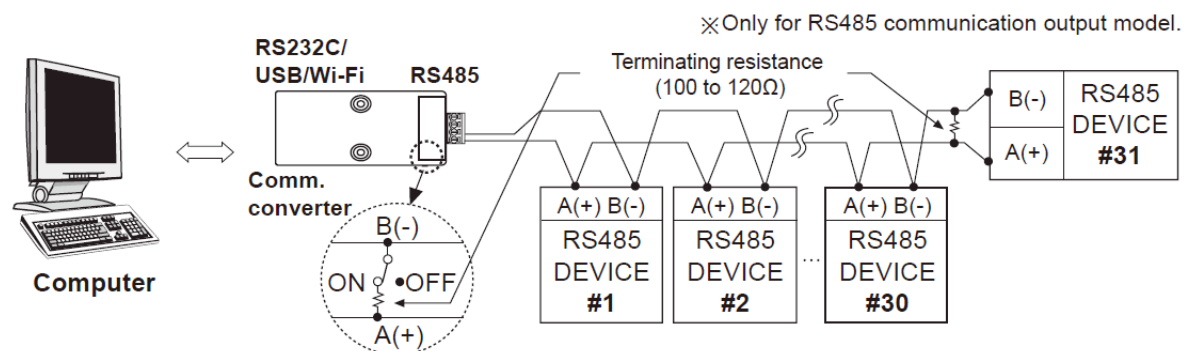 ※Only for RS485 communication output model.
RS232C/
USB/Wi-Fi
RS485
Terminating resistance
(100 to 120Ω)
Comm.
converter
Computer
B(-)
ON
OFF
A(+)
A(+) B(-)
RS485
DEVICE
#1
A(+) B(-)
RS485
DEVICE
#2
...
A(+) B(-)
RS485
DEVICE
#30
B(-)
A(+)
RS485
DEVICE
#31